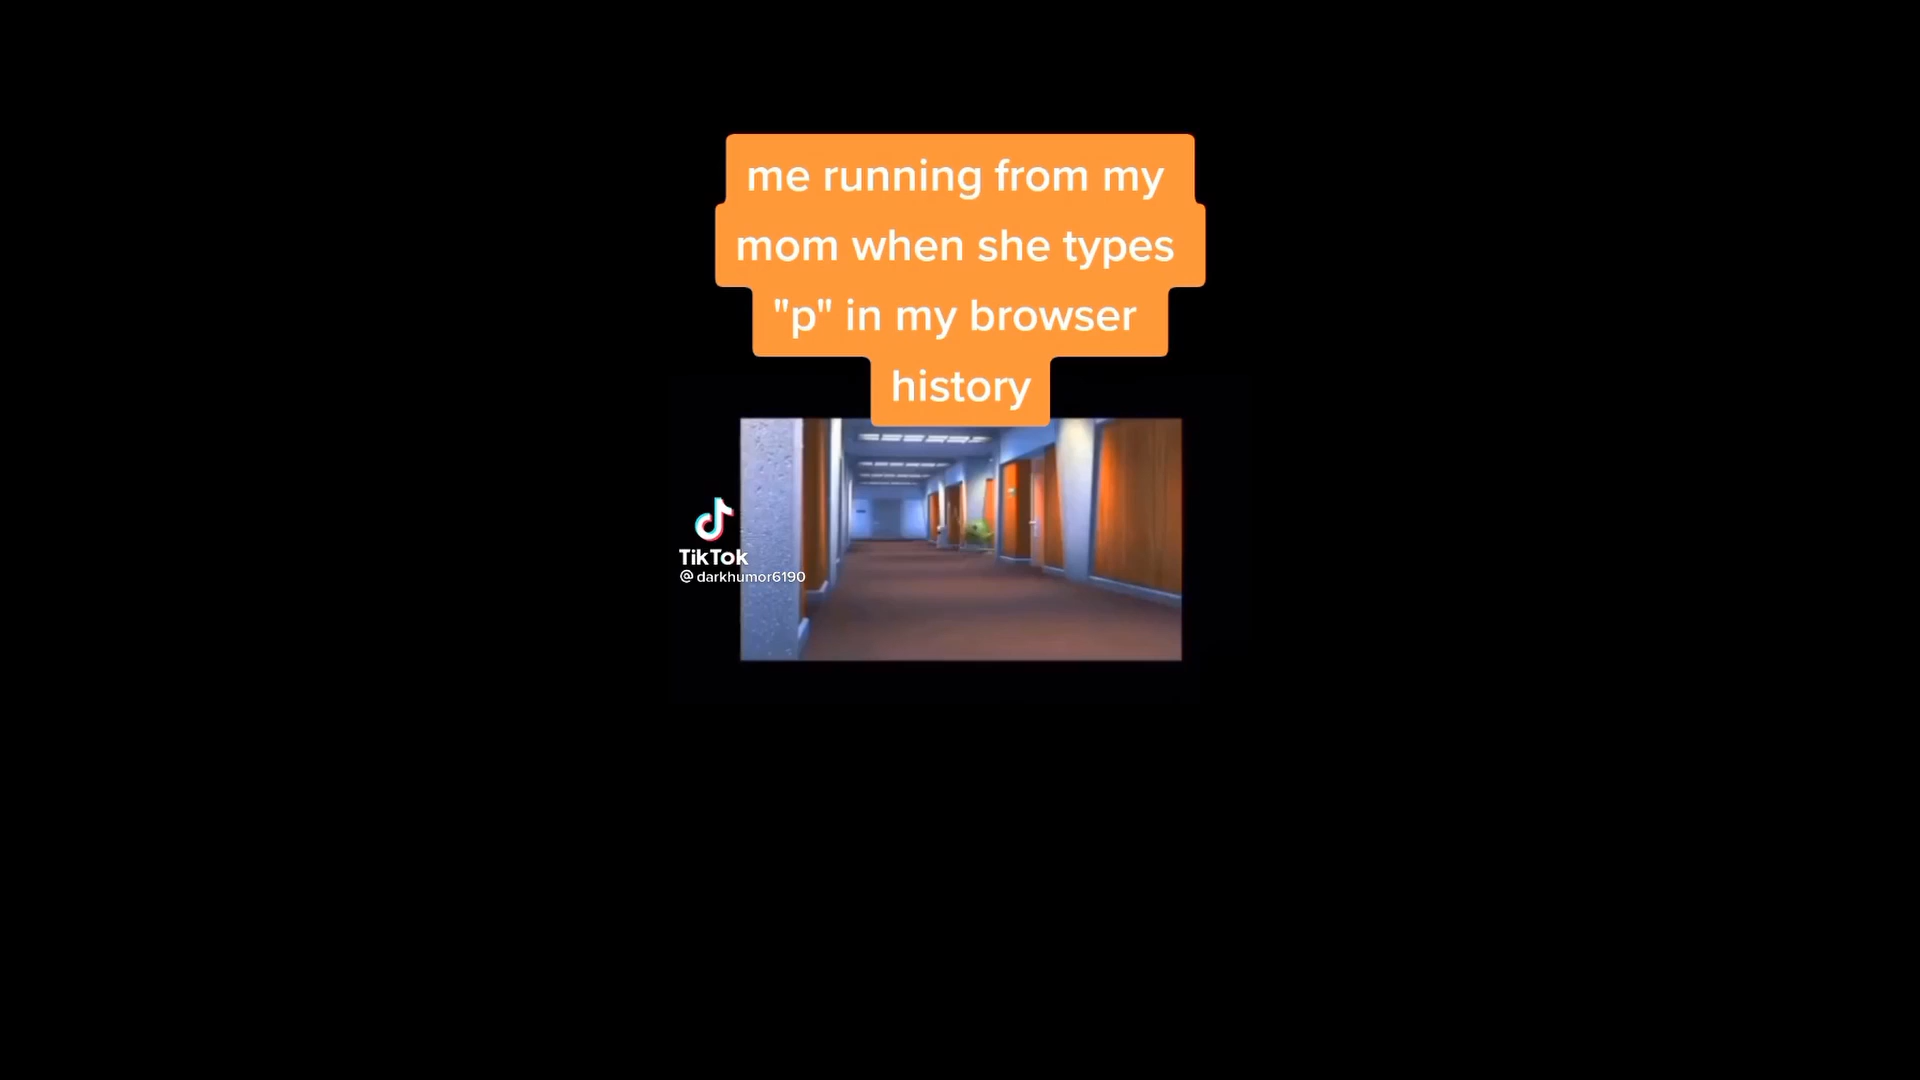 me running from my
mom when she types
"p" in my browser
history
TikTok
@darkhumor6190